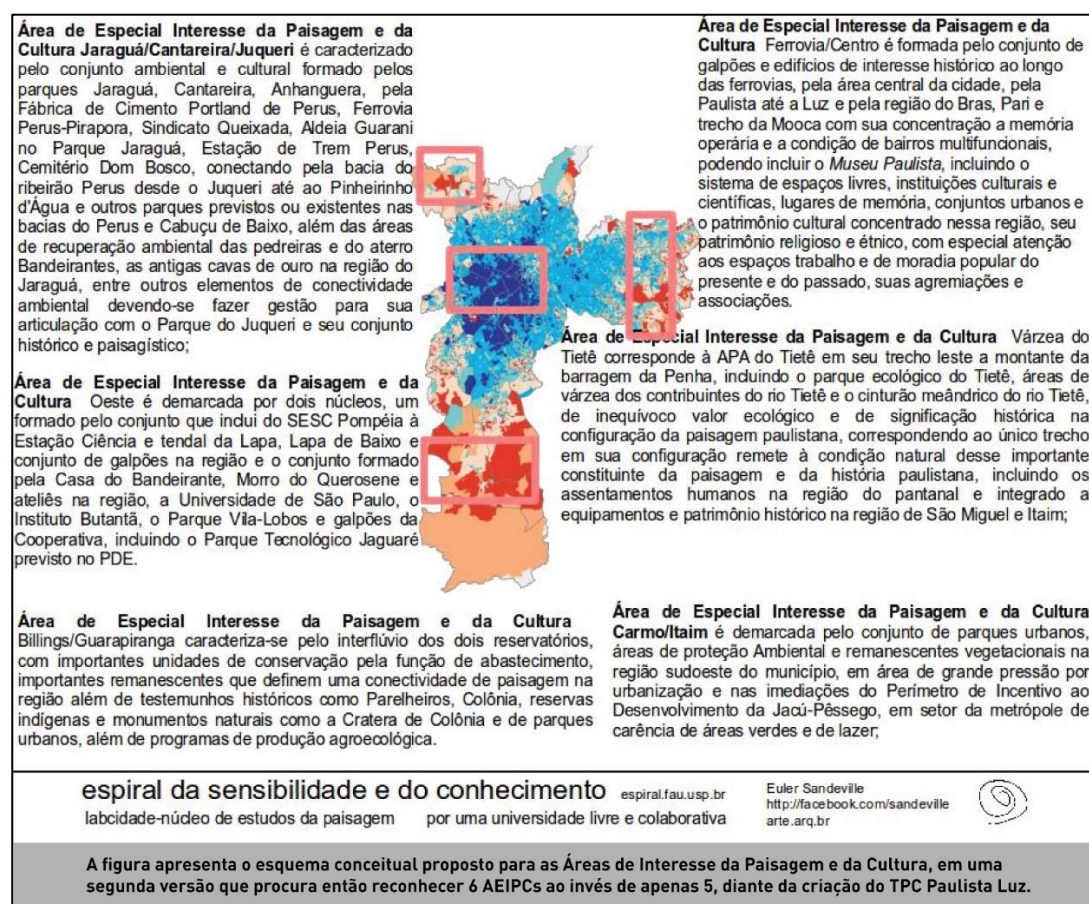 Área de Especial Interesse da Paisagem e da
Cultura Jaraguá/Cantareira/Juqueri é caracterizado
pelo conjunto ambiental e cultural formado pelos
parques Jaraguá, Cantareira, Anhanguera, pela
Fábrica de Cimento Portland de Perus, Ferrovia
Perus-Pirapora, Sindicato Queixada, Aldeia Guarani
no Parque Jaraguá, Estação de Trem Perus,
Cemitério Dom Bosco, conectando pela bacia do
ribeirão Perus desde o Juqueri até ao Pinheirinho
d'Água e outros parques previstos ou existentes nas
bacias do Perus e Cabuçu de Baixo, além das áreas
de recuperação ambiental das pedreiras e do aterro
Bandeirantes, as antigas cavas de ouro na região do
Jaraguá, entre outros elementos de conectividade
ambiental devendo-se fazer gestão para sua
articulação com o Parque do Juqueri e seu conjunto
histórico e paisagístico;
Área de Especial Interesse da Paisagem e da
Cultura Oeste é demarcada por dois núcleos, um
formado pelo conjunto que inclui do SESC Pompéia à
Estação Ciência e tendal da Lapa, Lapa de Baixo e
conjunto de galpões na região e o conjunto formado
pela Casa do Bandeirante, Morro do Querosene e
ateliês na região, a Universidade de São Paulo, o
Instituto Butantã, o Parque Vila-Lobos e galpões da
Cooperativa, incluindo o Parque Tecnológico Jaguaré
previsto no PDE.
Área de Especial Interesse da Paisagem e da
Cultura Ferrovia/Centro é formada pelo conjunto de
galpões e edifícios de interesse histórico ao longo
das ferrovias, pela área central da cidade, pela
Paulista até a Luz e pela região do Bras, Pari e
trecho da Mooca com sua concentração a memória
operária e a condição de bairros multifuncionais,
podendo incluir o Museu Paulista, incluindo o
sistema de espaços livres, instituições culturais e
científicas, lugares de memória, conjuntos urbanos e
o patrimônio cultural concentrado nessa região, seu
patrimônio religioso e étnico, com especial atenção
aos espaços trabalho e de moradia popular do
presente e do passado, suas agremiações e
associações.
Área de Especial Interesse da Paisagem e da Cultura Várzea do
Tietê corresponde à APA do Tietê em seu trecho leste a montante da
barragem da Penha, incluindo o parque ecológico do Tietê, áreas de
várzea dos contribuintes do rio Tietê e o cinturão meândrico do rio Tietê,
de inequívoco valor ecológico e de significação histórica na
configuração da paisagem paulistana, correspondendo ao único trecho
em sua configuração remete à condição natural desse importante
constituinte da paisagem e da história paulistana, incluindo os
assentamentos humanos na região do pantanal e integrado a
equipamentos e patrimônio histórico na região de São Miguel e Itaim;
Área de Especial Interesse da Paisagem e da Cultura
Billings/Guarapiranga caracteriza-se pelo interflúvio dos dois reservatórios,
com importantes unidades de conservação pela função de abastecimento,
importantes remanescentes que definem uma conectividade de paisagem na
região além de testemunhos históricos como Parelheiros, Colônia, reservas
indígenas e monumentos naturais como a Cratera de Colônia e de parques
urbanos, além de programas de produção agroecológica.
Área de Especial Interesse da Paisagem e da Cultura
Carmo/Itaim é demarcada pelo conjunto de parques urbanos,
áreas de proteção Ambiental e remanescentes vegetacionais na
região sudoeste do município, em área de grande pressão por
urbanização e nas imediações do Perímetro de Incentivo ao
Desenvolvimento da Jacú-Pêssego, em setor da metrópole de
carência de áreas verdes e de lazer;
espiral da sensibilidade e do conhecimento espiral.fau.usp.br
labcidade-núcleo de estudos da paisagem por uma universidade livre e colaborativa
Euler Sandeville
http://facebook.com/sandeville
arte.arq.br
A figura apresenta o esquema conceitual proposto para as Áreas de Interesse da Paisagem e da Cultura, em uma
segunda versão que procura então reconhecer 6 AEIPCs ao invés de apenas 5, diante da criação do TPC Paulista Luz.